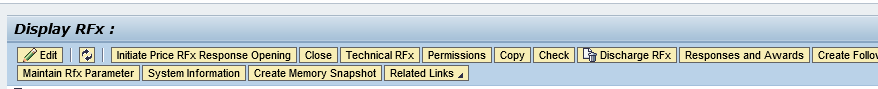 Display RFx :
Edit Initiate Price RFx Response Opening Close Technical RFx Permissions Copy Check Discharge RFx Responses and Awards Create
Maintain Rfx Parameter System Information Create Memory Snapshot Related Links